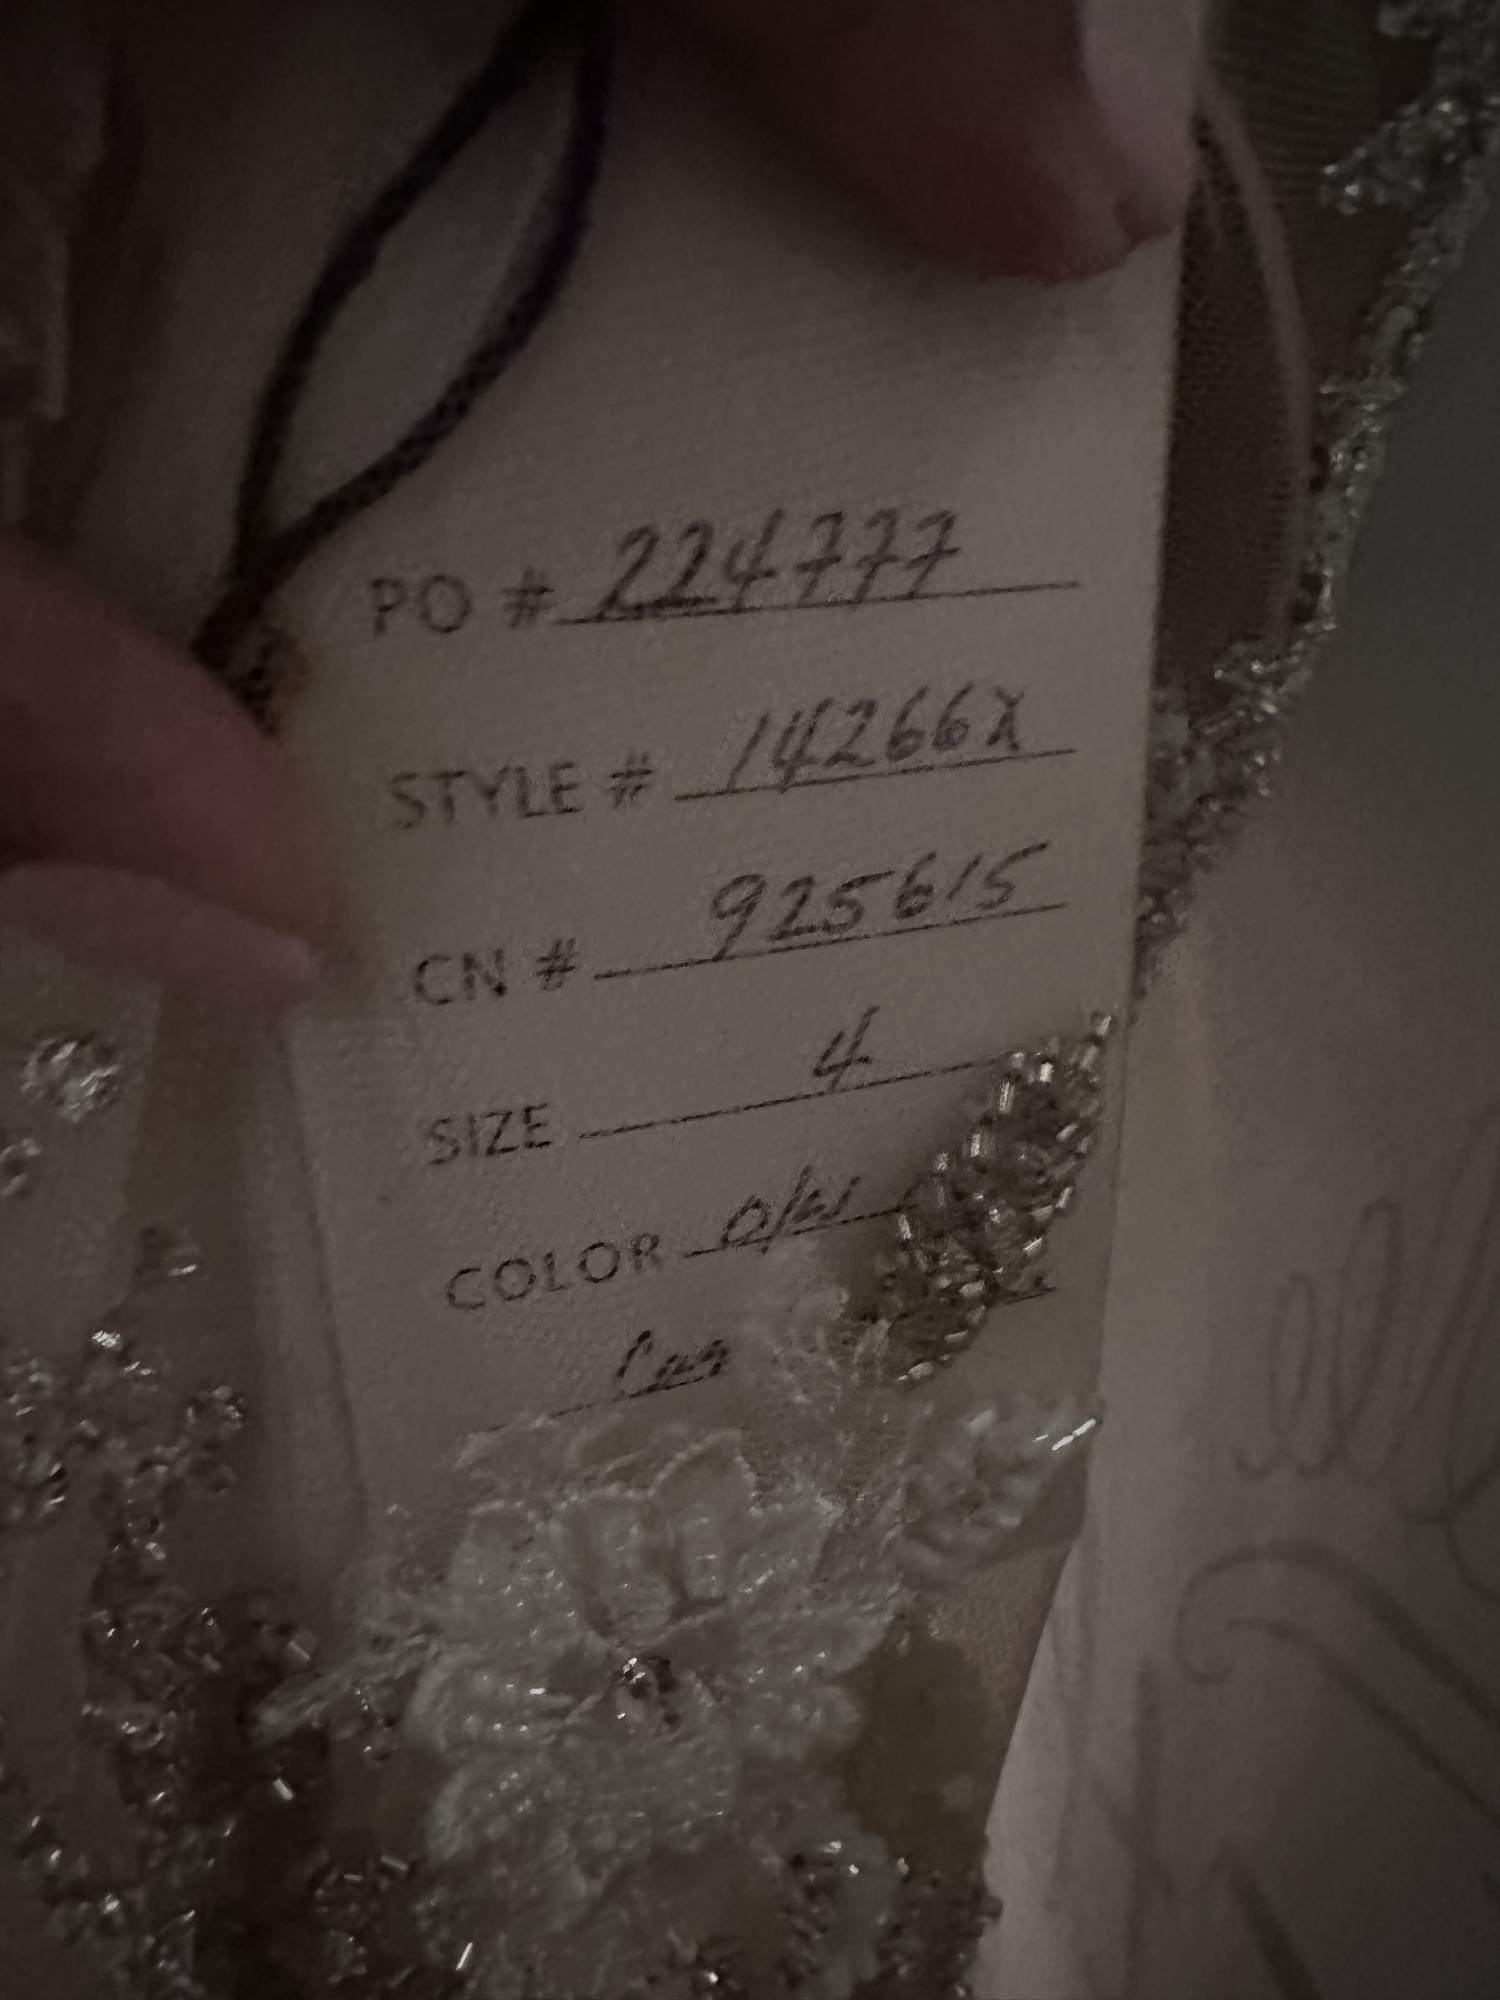 PO # 224777
STYLE # 14266X
CN # 925615
SIZE 4
COLOR O/W